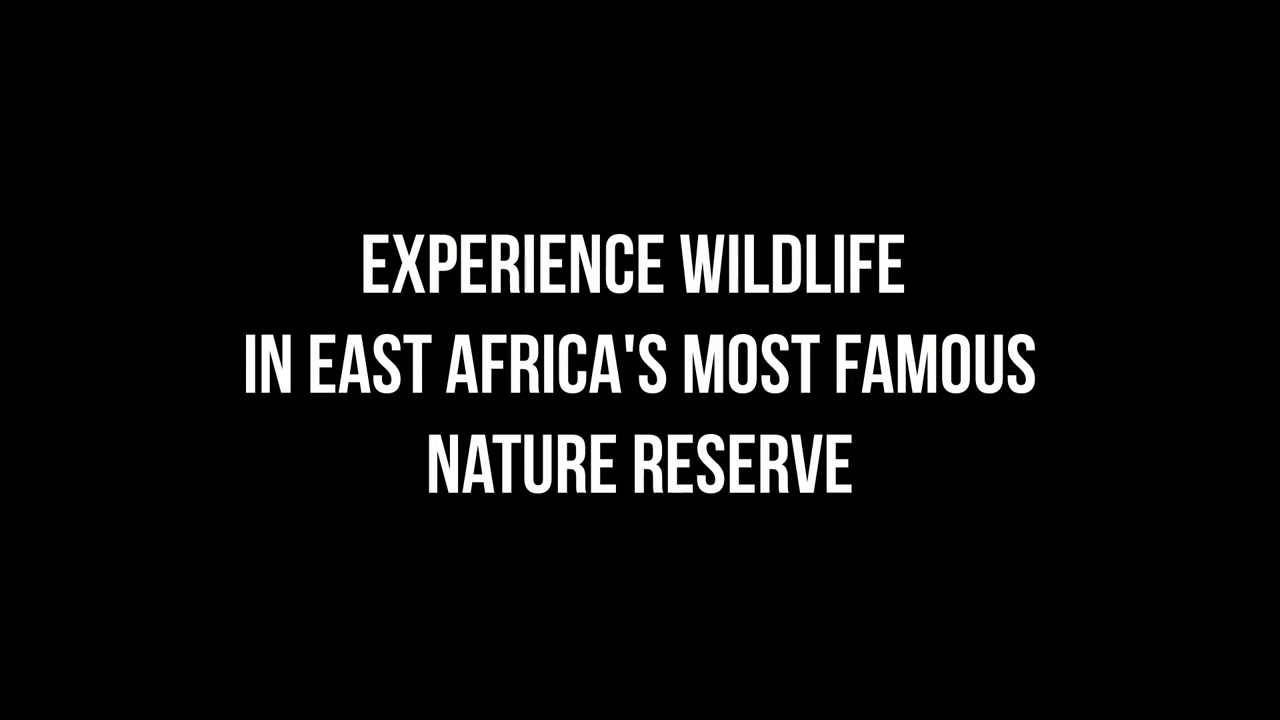 EXPERIENCE WILDLIFE
IN EAST AFRICA'S MOST FAMOUS
NATURE RESERVE